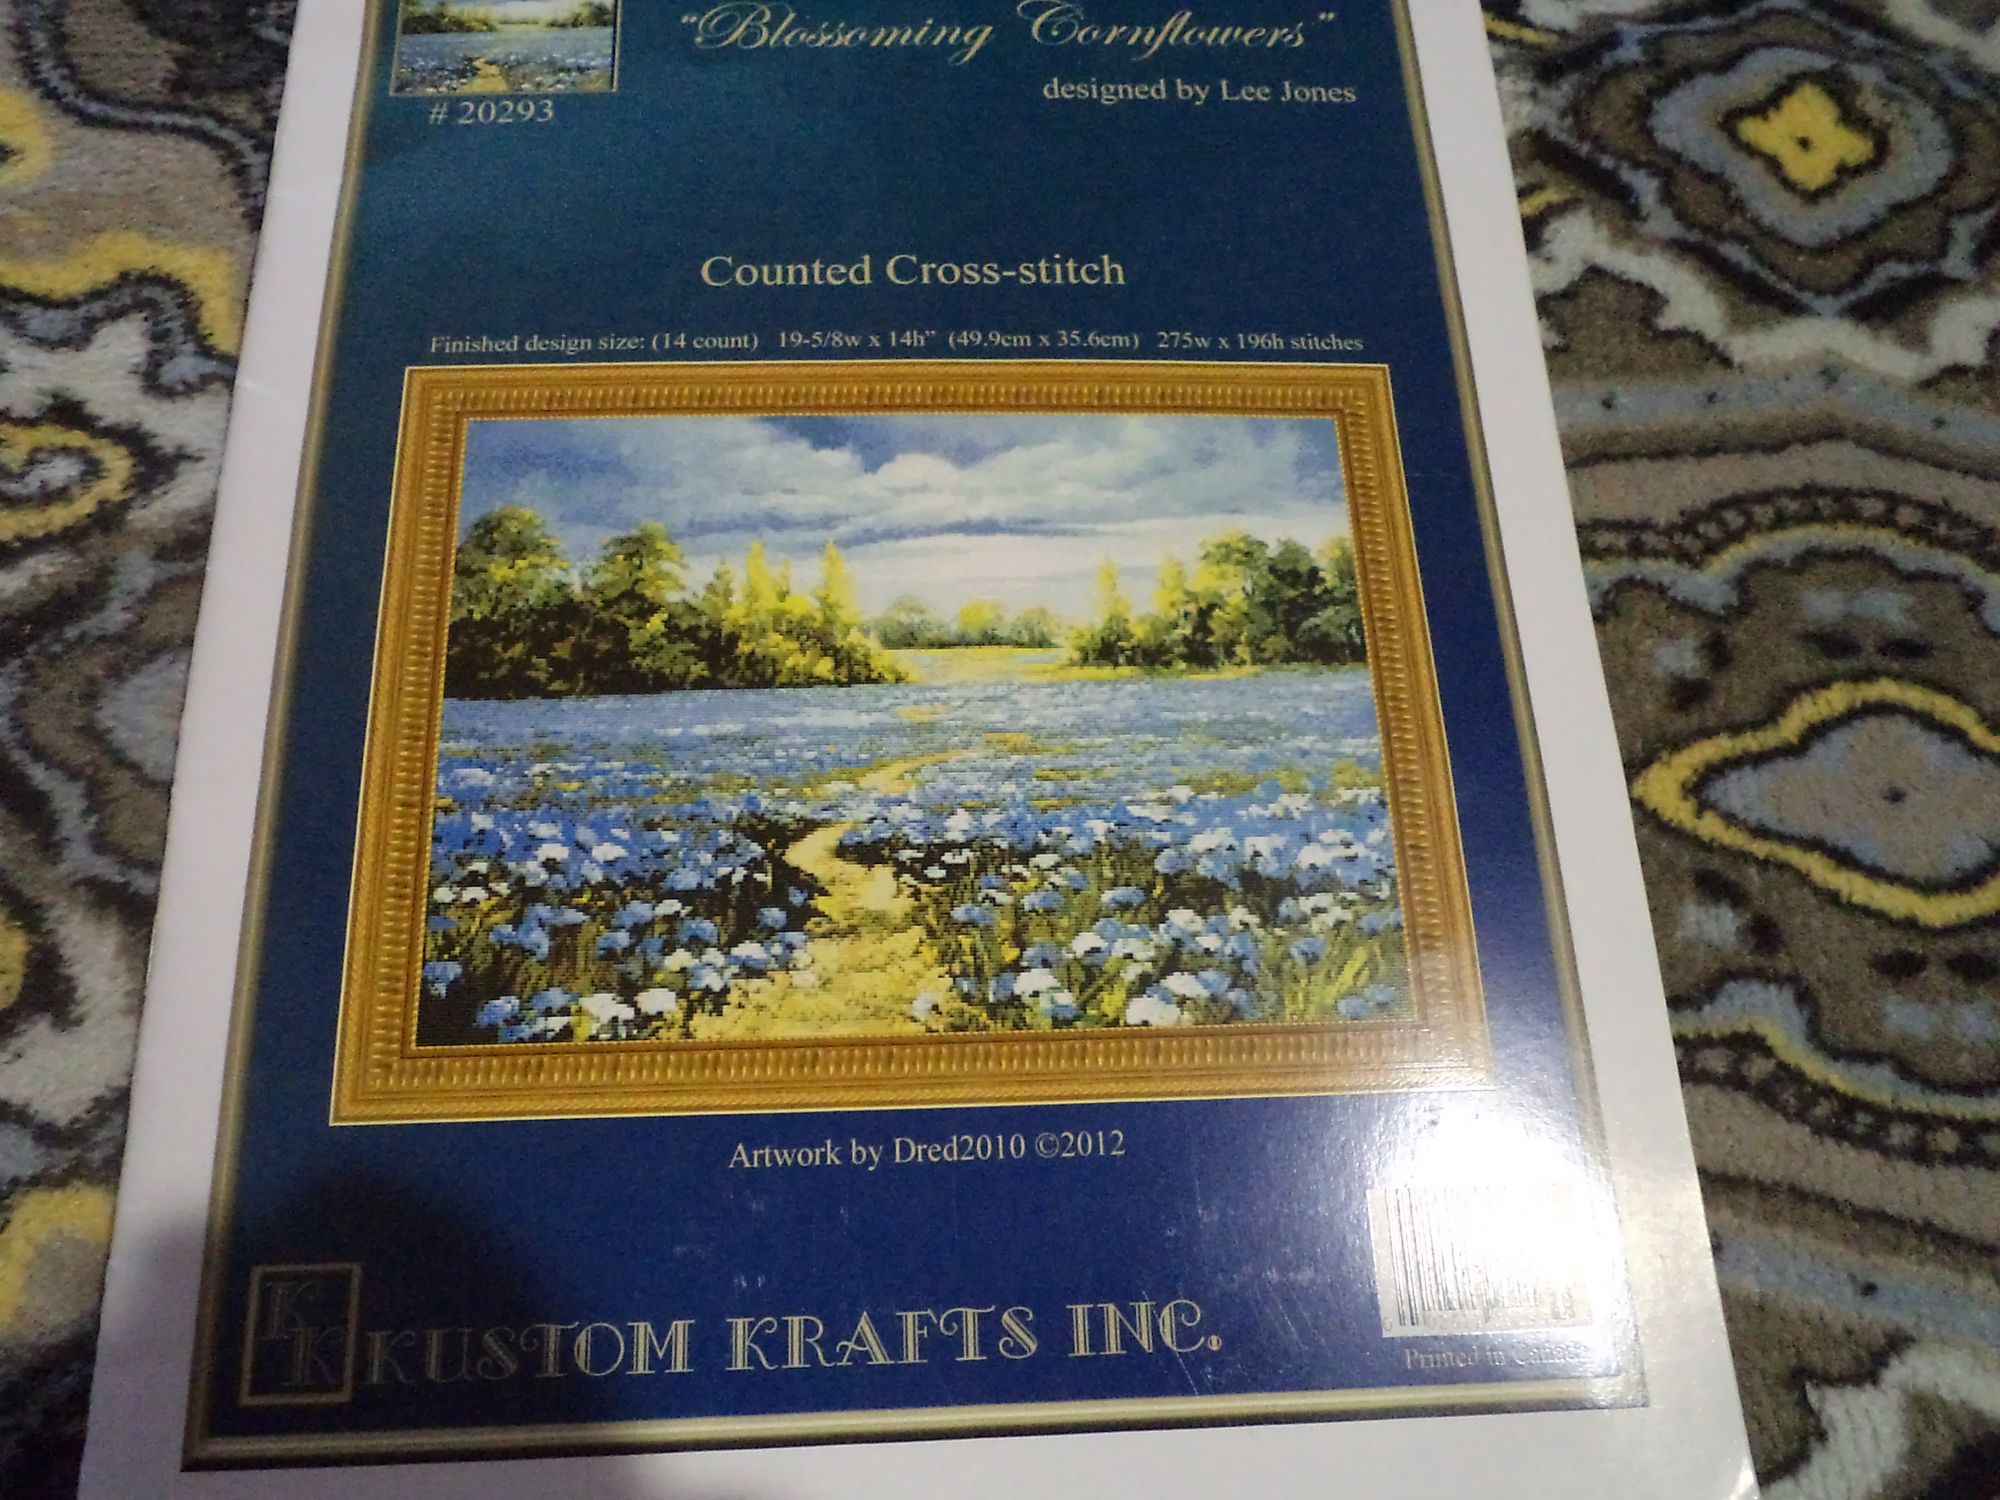 "Blossoming Cornflowers"
designed by Lee Jones
# 20293
Counted Cross-stitch
Finished design size: (14 count) 19-5/8w x 14h" (49.9cm x 35.6cm) 275w x 196h stitches
Artwork by Dred2010 ©2012
KK KUSTOM KRAFTS INC.
Printed in Canada